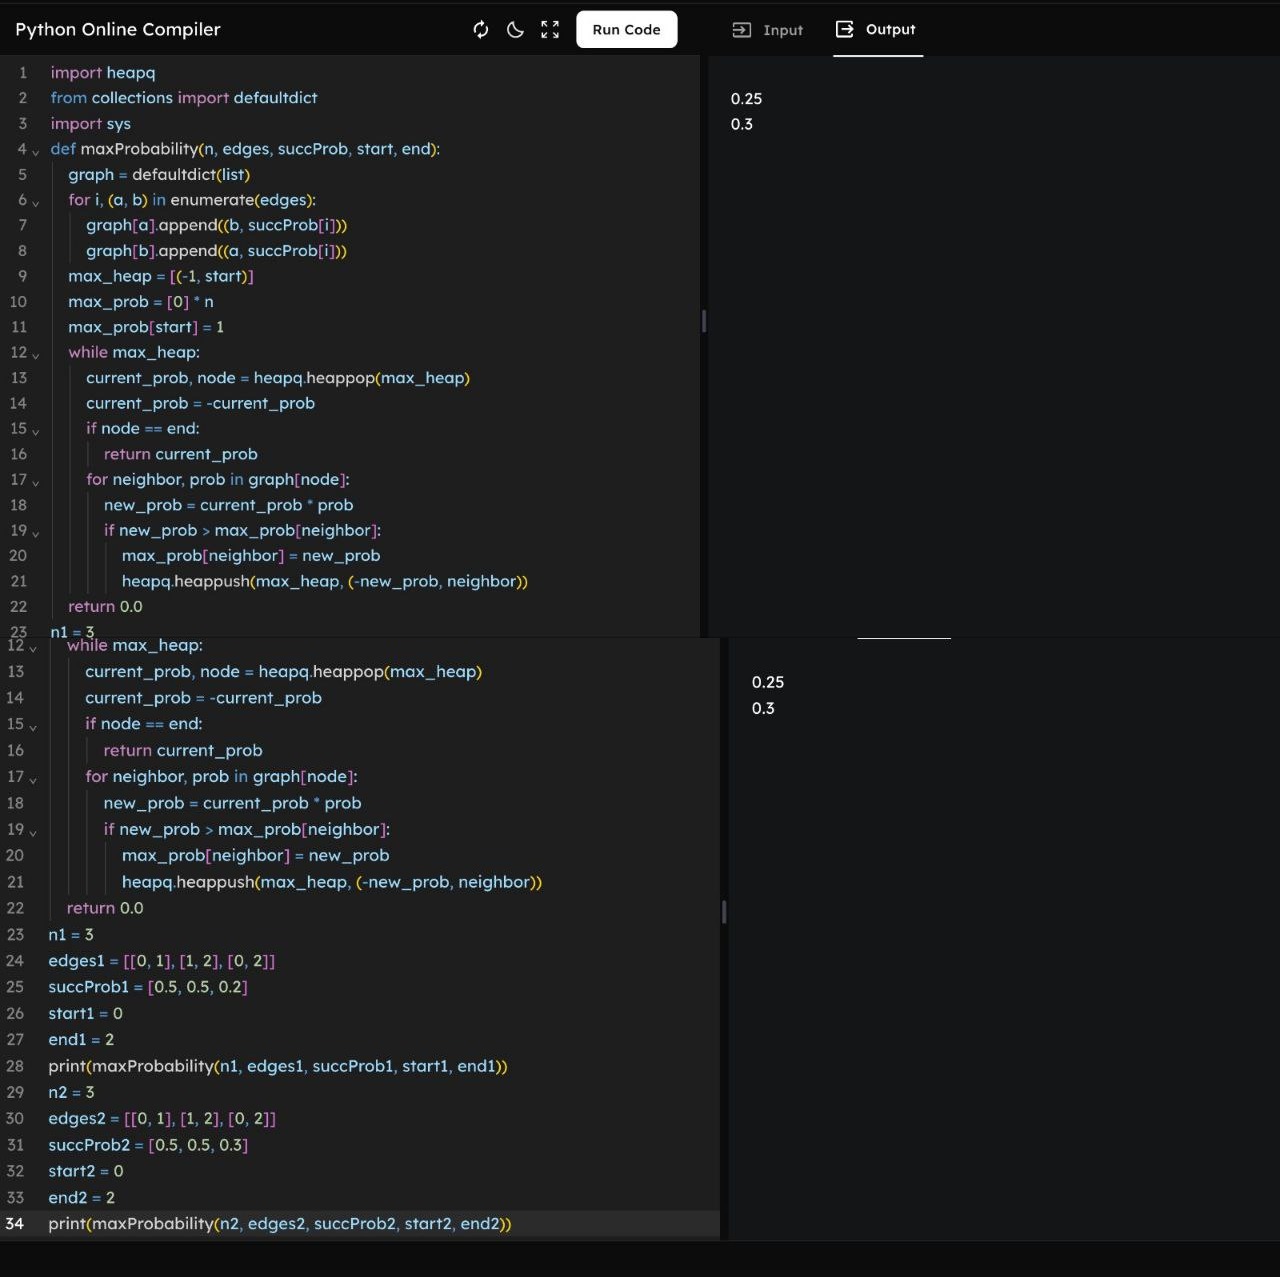 Python Online Compiler
Run Code
Input
Output
1 import heapq
2 from collections import defaultdict
3 import sys
4 def maxProbability(n, edges, succProb, start, end):
5 graph = defaultdict(list)
6 for i, (a, b) in enumerate(edges):
7 graph[a].append((b, succProb[i]))
8 graph[b].append((a, succProb[i]))
9 max_heap = [(-1, start)]
10 max_prob = [0] * n
11 max_prob[start] = 1
12 while max_heap:
13 current_prob, node = heapq.heappop(max_heap)
14 current_prob = -current_prob
15 if node == end:
16 return current_prob
17 for neighbor, prob in graph[node]:
18 new_prob = current_prob * prob
19 if new_prob > max_prob[neighbor]:
20 max_prob[neighbor] = new_prob
21 heapq.heappush(max_heap, (-new_prob, neighbor))
22 return 0.0
23 n1 = 3
0.25
0.3
12 while max_heap:
13 current_prob, node = heapq.heappop(max_heap)
14 current_prob = -current_prob
15 if node == end:
16 return current_prob
17 for neighbor, prob in graph[node]:
18 new_prob = current_prob * prob
19 if new_prob > max_prob[neighbor]:
20 max_prob[neighbor] = new_prob
21 heapq.heappush(max_heap, (-new_prob, neighbor))
22 return 0.0
23 n1 = 3
24 edges1 = [[0, 1], [1, 2], [0, 2]]
25 succProb1 = [0.5, 0.5, 0.2]
26 start1 = 0
27 end1 = 2
28 print(maxProbability(n1, edges1, succProb1, start1, end1))
29 n2 = 3
30 edges2 = [[0, 1], [1, 2], [0, 2]]
31 succProb2 = [0.5, 0.5, 0.3]
32 start2 = 0
33 end2 = 2
34 print(maxProbability(n2, edges2, succProb2, start2, end2))
0.25
0.3